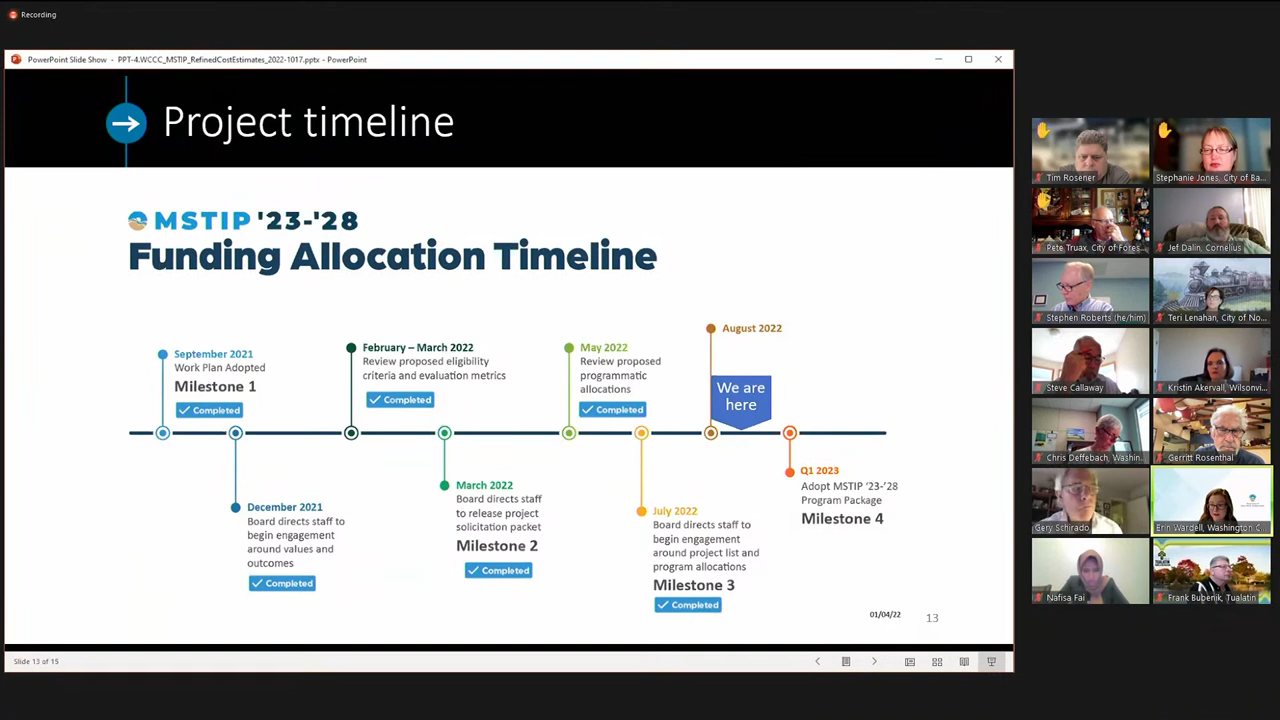 Recording
PowerPoint Slide Show - PPT-4.WCCC_MSTIP_RefinedCostEstimates_2022-1017.pptx - PowerPoint
Project timeline
MSTIP '23-'28
Funding Allocation Timeline
September 2021
Work Plan Adopted
Milestone 1
Completed
February – March 2022
Review proposed eligibility
criteria and evaluation metrics
Completed
May 2022
Review proposed
programmatic
allocations
Completed
August 2022
We are
here
December 2021
Board directs staff to
begin engagement
around values and
outcomes
Completed
March 2022
Board directs staff
to release project
solicitation packet
Milestone 2
Completed
July 2022
Board directs staff to
begin engagement
around project list and
program allocations
Milestone 3
Completed
Q1 2023
Adopt MSTIP '23-'28
Program Package
Milestone 4
01/04/22
13
Slide 13 of 15
Tim Rosener
Stephanie Jones, City of Ba...
Pete Truax, City of Fores...
Jef Dalin, Cornelius
Stephen Roberts (he/him)
Teri Lenahan, City of No...
Steve Callaway
Kristin Akervall, Wilsonvi...
Chris Deffebach, Washin...
Gerritt Rosenthal
Gery Schirado
Erin Wardell, Washington C...
Nafisa Fai
Frank Bubenik, Tualatin